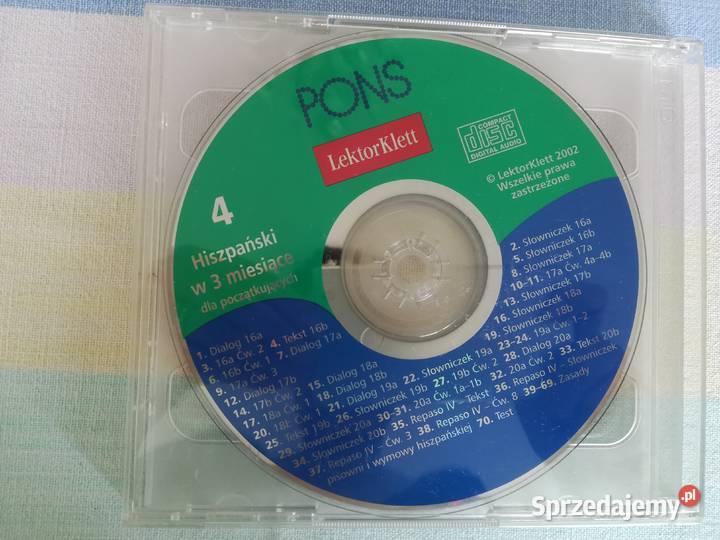 PONS
LektorKlett
COMPACT
disc
DIGITAL AUDIO
© LektorKlett 2002
Wszelkie prawa
zastrzeżone
4
Hiszpański
w 3 miesiące
dla początkujących
1. Dialog 16a 2. Słowniczek 16a
3. 16a Ćw. 2 4. Tekst 16b 5. Słowniczek 16b
6. 16b Ćw. 1 7. Dialog 17a 8. Słowniczek 17a
9. 17a Ćw. 3 10–11. 17a Ćw. 4a–4b
12. Dialog 17b 13. Słowniczek 17b
14. 17b Ćw. 2 15. Dialog 18a 16. Słowniczek 18a
17. 18a Ćw. 1 18. Dialog 18b 19. Słowniczek 18b
20. 18b Ćw. 1 21. Dialog 19a 22. Słowniczek 19a 23–24. 19a Ćw. 1–2
25. Tekst 19b 26. Słowniczek 19b 27. 19b Ćw. 2 28. Dialog 20a
29. Słowniczek 20a 30–31. 20a Ćw. 1a–1b 32. 20a Ćw. 2 33. Tekst 20b
34. Słowniczek 20b 35. Repaso IV – Tekst 36. Repaso IV – Słowniczek
37. Repaso IV – Ćw. 3 38. Repaso IV – Ćw. 8 39–69. Zasady
pisowni i wymowy hiszpańskiej 70. Test
Sprzedajemy.pl